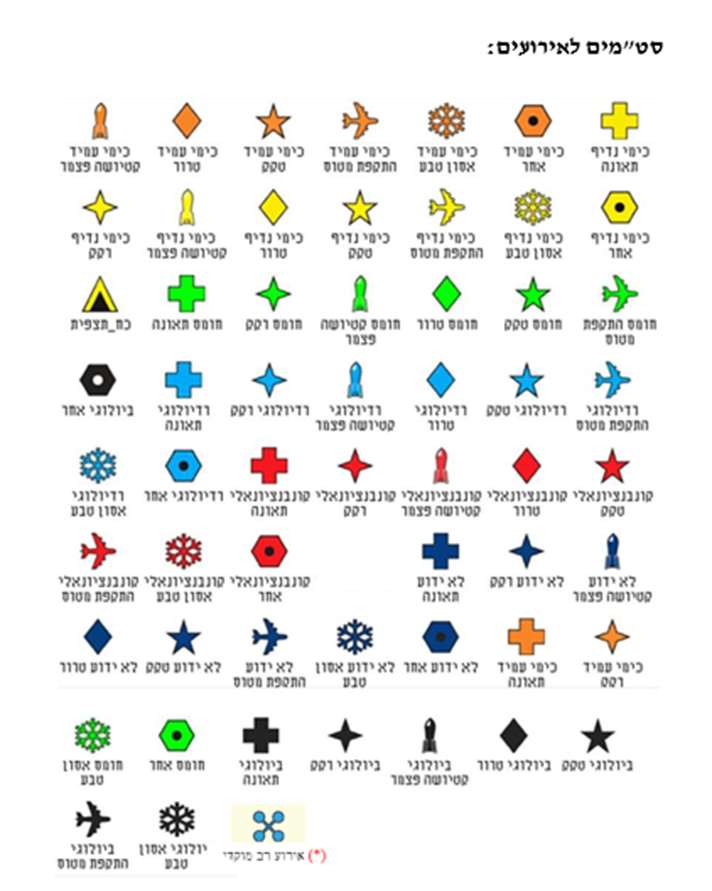 סט״מים לאירועים:
כימי נדיף תאונה
כימי עמיד אחר
כימי עמיד אסון טבע
כימי עמיד התקפת מטוס
כימי עמיד טקק
כימי עמיד טרור
כימי עמיד קטיושה פצמר
כימי נדיף אחר
כימי נדיף אסון טבע
כימי נדיף התקפת מטוס
כימי נדיף טקק
כימי נדיף טרור
כימי נדיף קטיושה פצמר
כימי נדיף רקק
חומס התקפת מטוס
חומס טקק
חומס טרור
חומס קטיושה פצמר
חומס רקק
חומס תאונה
כח_תצפית
רדיולוגי התקפת מטוס
רדיולוגי טקק
רדיולוגי טרור
רדיולוגי קטיושה פצמר
רדיולוגי רקק
רדיולוגי תאונה
ביולוגי אחר
קונבנציונאלי טקק
קונבנציונאלי טרור
קונבנציונאלי קטיושה פצמר
קונבנציונאלי רקק
קונבנציונאלי תאונה
רדיולוגי אחר
רדיולוגי אסון טבע
לא ידוע קטיושה פצמר
לא ידוע רקק
לא ידוע תאונה
קונבנציונאלי אחר
קונבנציונאלי אסון טבע
קונבנציונאלי התקפת מטוס
כימי עמיד רקק
כימי עמיד תאונה
לא ידוע אחר
לא ידוע אסון טבע
לא ידוע התקפת מטוס
לא ידוע טקק
לא ידוע טרור
ביולוגי טקק
ביולוגי טרור
ביולוגי קטיושה פצמר
ביולוגי רקק
ביולוגי תאונה
חומס אחר
חומס אסון טבע
(*) אירוע רב מוקדי
יולוגי אסון טבע
ביולוגי התקפת מטוס